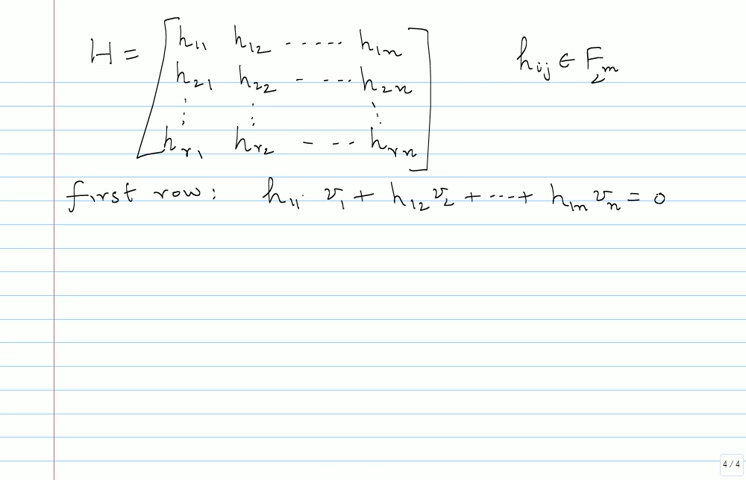 H = [ h11 h12 ..... h1n   hij ∈ F2m
h21 h22 - ... h2n
⋮ ⋮ ⋮
hr1 hr2 - ... hrn ]
first row: h11 v1 + h12 v2 + ... + h1n vn = 0
4 / 4